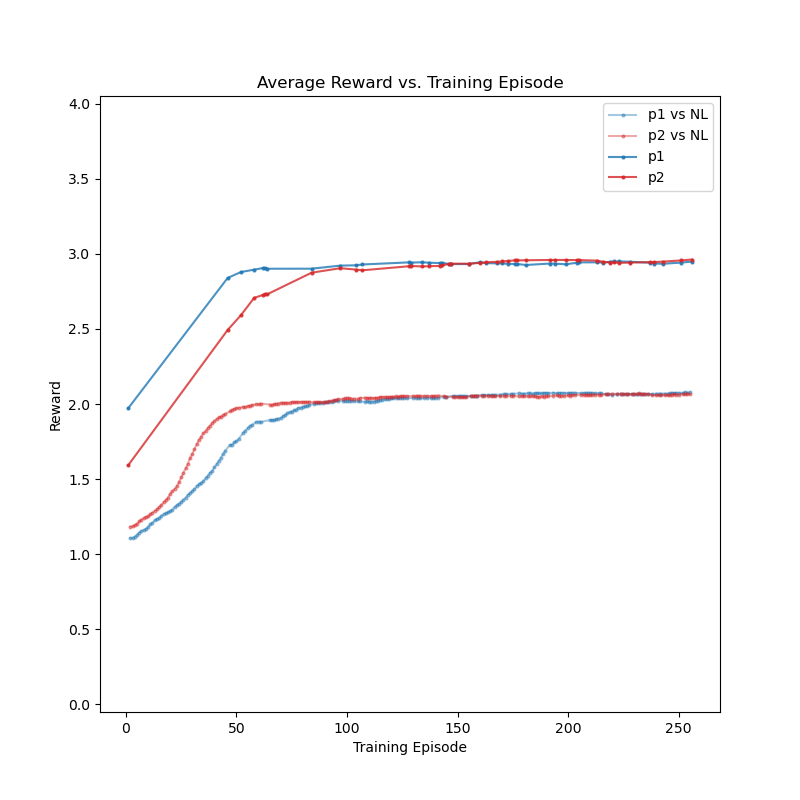 Average Reward vs. Training Episode
p1 vs NL
p2 vs NL
p1
p2
4.0
3.5
3.0
2.5
2.0
1.5
1.0
0.5
0.0
Reward
0 50 100 150 200 250
Training Episode